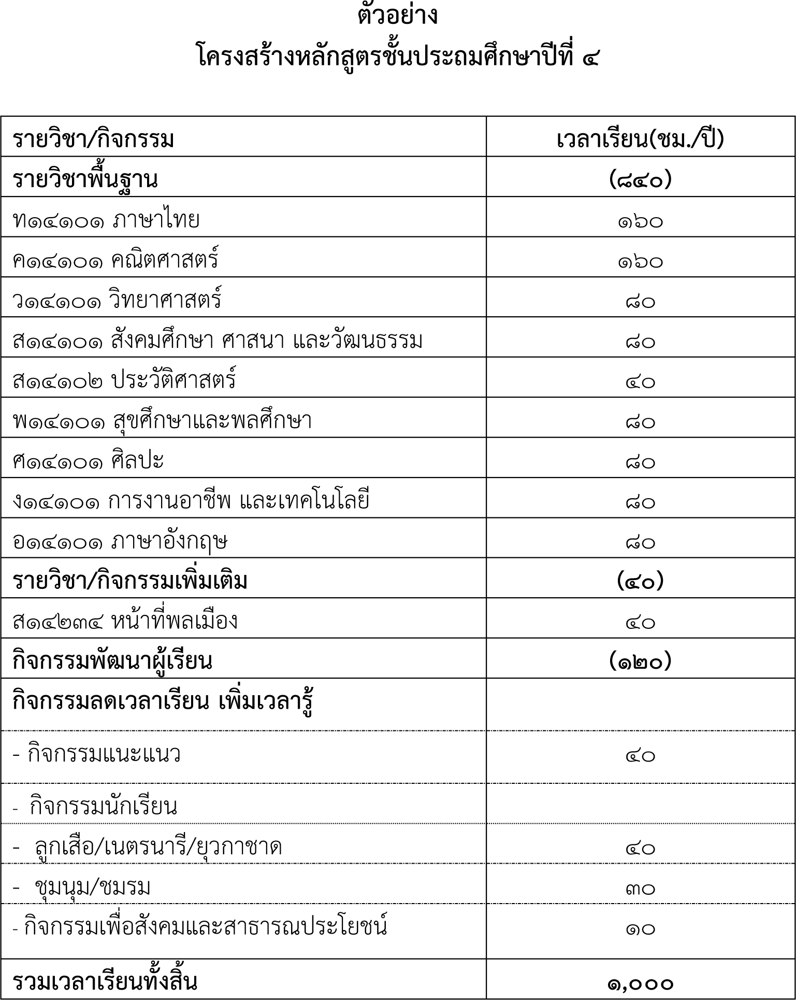 ตัวอย่าง
โครงสร้างหลักสูตรชั้นประถมศึกษาปีที่ ๔
รายวิชา/กิจกรรม เวลาเรียน(ชม./ปี)
รายวิชาพื้นฐาน (๘๔๐)
ท๑๔๑๐๑ ภาษาไทย ๑๖๐
ค๑๔๑๐๑ คณิตศาสตร์ ๑๖๐
ว๑๔๑๐๑ วิทยาศาสตร์ ๘๐
ส๑๔๑๐๑ สังคมศึกษา ศาสนา และวัฒนธรรม ๘๐
ส๑๔๑๐๒ ประวัติศาสตร์ ๔๐
พ๑๔๑๐๑ สุขศึกษาและพลศึกษา ๘๐
ศ๑๔๑๐๑ ศิลปะ ๘๐
ง๑๔๑๐๑ การงานอาชีพ และเทคโนโลยี ๘๐
อ๑๔๑๐๑ ภาษาอังกฤษ ๘๐
รายวิชา/กิจกรรมเพิ่มเติม (๔๐)
ส๑๔๒๓๔ หน้าที่พลเมือง ๔๐
กิจกรรมพัฒนาผู้เรียน (๑๒๐)
กิจกรรมลดเวลาเรียน เพิ่มเวลารู้
- กิจกรรมแนะแนว ๔๐
- กิจกรรมนักเรียน
- ลูกเสือ/เนตรนารี/ยุวกาชาด ๔๐
- ชุมนุม/ชมรม ๓๐
- กิจกรรมเพื่อสังคมและสาธารณประโยชน์ ๑๐
รวมเวลาเรียนทั้งสิ้น ๑,๐๐๐